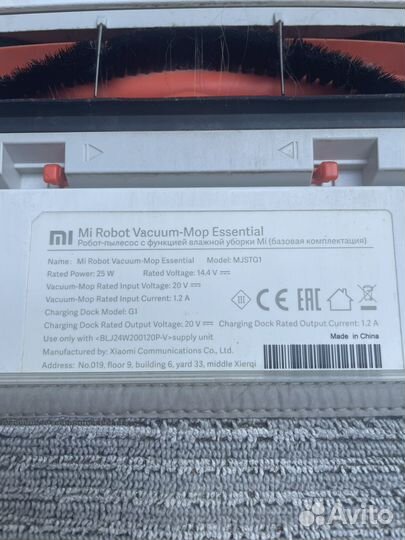 mi Mi Robot Vacuum-Mop Essential
Робот-пылесос с функцией влажной уборки Mi (базовая комплектация)
Name: Mi Robot Vacuum-Mop Essential Model: MJSTG1
Rated Power: 25 W Rated Voltage: 14.4 V
Vacuum-Mop Rated Input Voltage: 20 V
Vacuum-Mop Rated Input Current: 1.2 A
Charging Dock Model: G1
Charging Dock Rated Output Voltage: 20 V Charging Dock Rated Output Current: 1.2 A
Use only with <BLJ24W200120P-V> supply unit
Manufactured by: Xiaomi Communications Co., Ltd.
Made in China
Address: No.019, floor 9, building 6, yard 33, middle Xierqi
III CE EAC
Avito